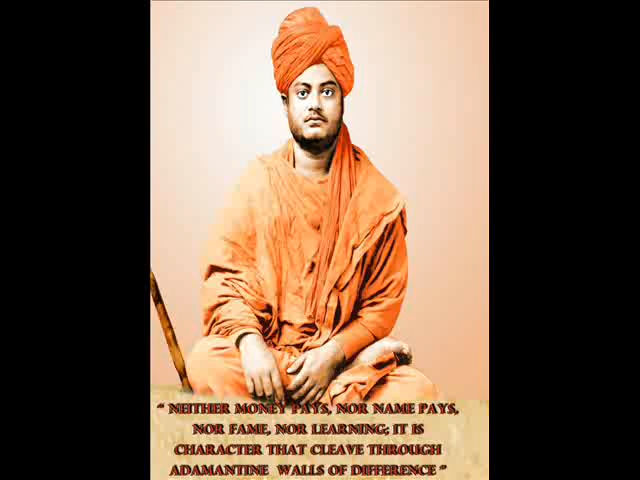 “ NEITHER MONEY PAYS, NOR NAME PAYS,
NOR FAME, NOR LEARNING; IT IS
CHARACTER THAT CLEAVE THROUGH
ADAMANTINE WALLS OF DIFFERENCE ”